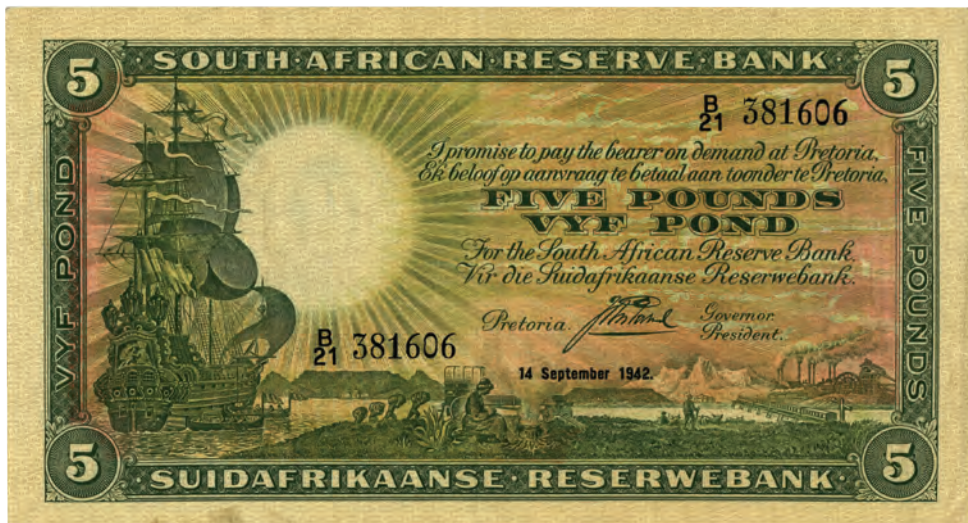 5 SOUTH·AFRICAN·RESERVE·BANK 5
B/21 381606
I promise to pay the bearer on demand at Pretoria,
Ek beloof op aanvraag te betaal aan toonder te Pretoria,
FIVE POUNDS
VYF POND
For the South African Reserve Bank.
Vir die Suidafrikaanse Reserwebank.
Pretoria. Governor.
President.
B/21 381606
14 September 1942.
VYF POND
FIVE POUNDS
5 SUIDAFRIKAANSE·RESERWEBANK 5